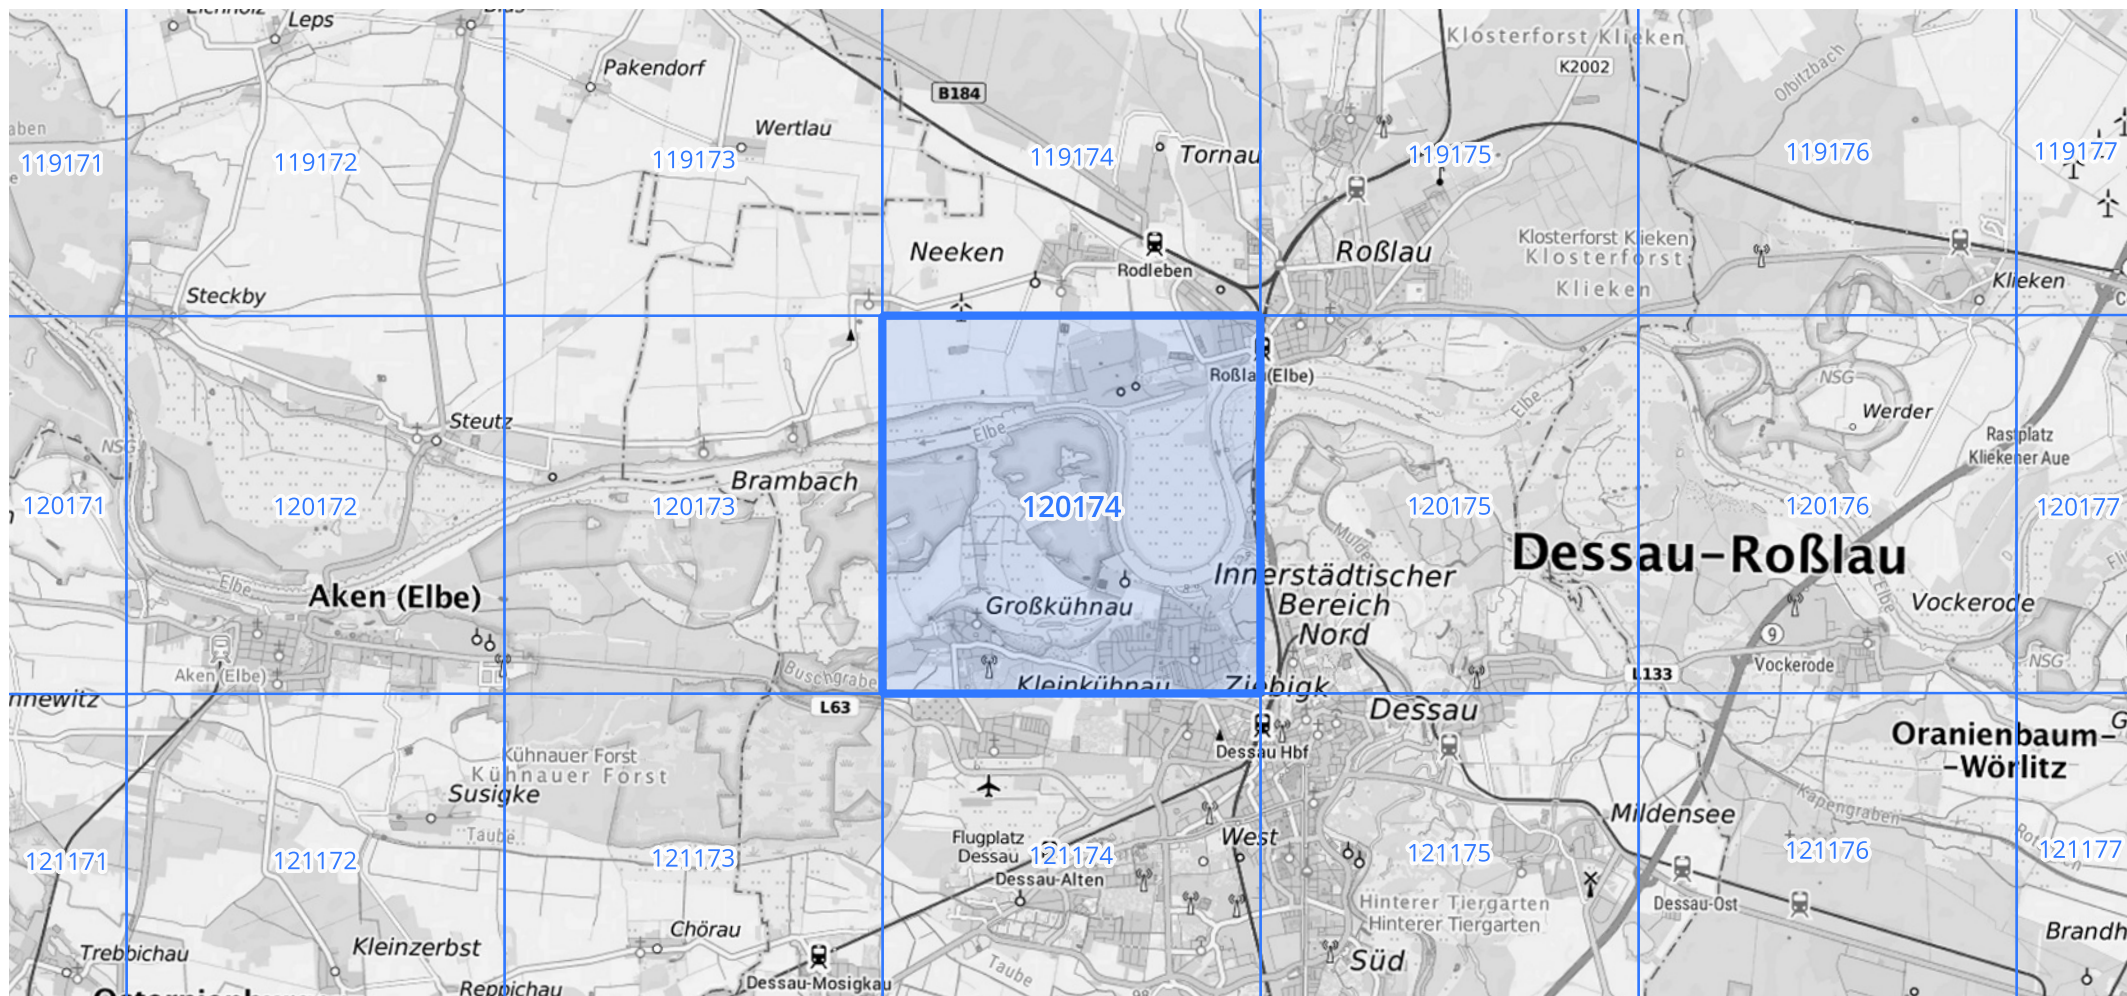 Leps
Pakendorf
B184
Klosterforst Klieken
K2002
Olbitzbach
Wertlau
Tornau
119171
119172
119173
119174
119175
119176
119177
Neeken
Roßlau
Klosterforst Klieken
Klosterforst
Klieken
Rodleben
Klieken
Steckby
Roßlau (Elbe)
NSG
Elbe
Werder
Steutz
Elbe
Rastplatz
Kliekener Aue
NSG
Brambach
120171
120172
120173
120174
120175
120176
120177
Mulde
Dessau-Roßlau
Elbe
Aken (Elbe)
Großkühnau
Innerstädtischer
Bereich
Nord
Elbe
Vockerode
9
Aken (Elbe)
Buschgraben
L133
Vockerode
NSG
Kleinkühnau
Ziebigk
nnewitz
L63
Dessau
Oranienbaum-
-Wörlitz
Dessau Hbf
Kühnauer Forst
Kühnauer Forst
Susigke
Kapengraben
Mildensee
Taube
Flugplatz
Dessau
West
121171
121172
121173
121174
121175
121176
121177
Dessau-Alten
Hinterer Tiergarten
Hinterer Tiergarten
Dessau-Ost
Chörau
Brandh
Trebbichau
Kleinzerbst
Süd
Taube
Dessau-Mosigkau
Reppichau